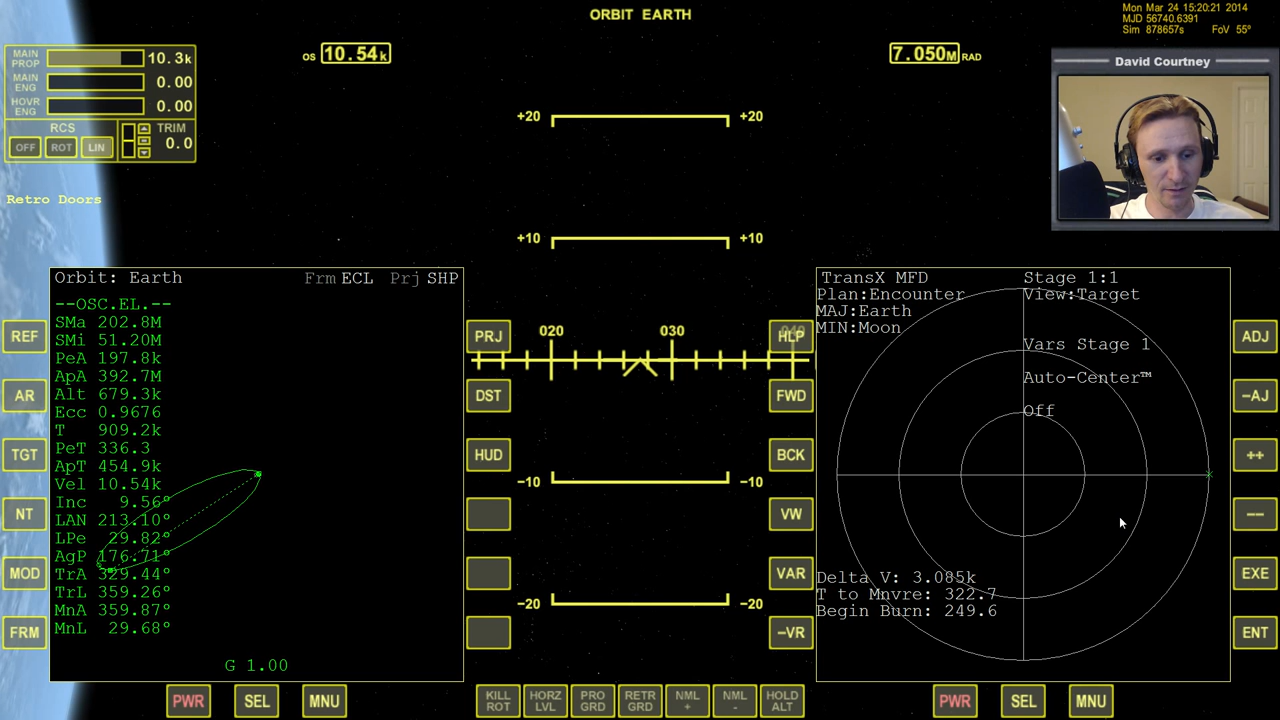 ORBIT EARTH
Mon Mar 24 15:20:21 2014
MJD 56740.6391
Sim 878657s FoV 55°
MAIN PROP 10.3k
MAIN ENG 0.00
HOVR ENG 0.00
RCS TRIM
OFF ROT LIN 0.0
OS 10.54k
7.050M RAD
David Courtney
Retro Doors
+20 +20
+10 +10
020 030 040
-10 -10
-20 -20
Orbit: Earth Frm ECL Prj SHP
--OSC.EL.--
SMa 202.8M
SMi 51.20M
PeA 197.8k
ApA 392.7M
Alt 679.3k
Ecc 0.9676
T 909.2k
PeT 336.3
ApT 454.9k
Vel 10.54k
Inc 9.56°
LAN 213.10°
LPe 29.82°
AgP 176.71°
TrA 329.44°
TrL 359.26°
MnA 359.87°
MnL 29.68°
G 1.00
REF
AR
TGT
NT
MOD
FRM
PRJ
DST
HUD
PWR SEL MNU
KILL ROT
HORZ LVL
PRO GRD
RETR GRD
NML +
NML -
HOLD ALT
HLP
FWD
BCK
VW
VAR
-VR
TransX MFD Stage 1:1
Plan:Encounter View:Target
MAJ:Earth
MIN:Moon
Vars Stage 1
Auto-Center™
Off
Delta V: 3.085k
T to Mnvre: 322.7
Begin Burn: 249.6
ADJ
-AJ
++
--
EXE
ENT
PWR SEL MNU